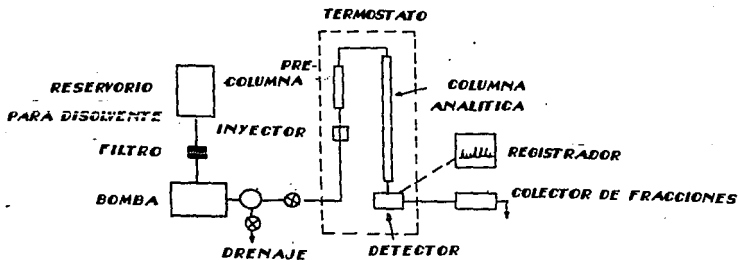 TERMOSTATO
RESERVORIO
PARA DISOLVENTE
FILTRO
BOMBA
DRENAJE
PRE-
COLUMNA
INYECTOR
COLUMNA
ANALITICA
REGISTRADOR
COLECTOR DE FRACCIONES
DETECTOR